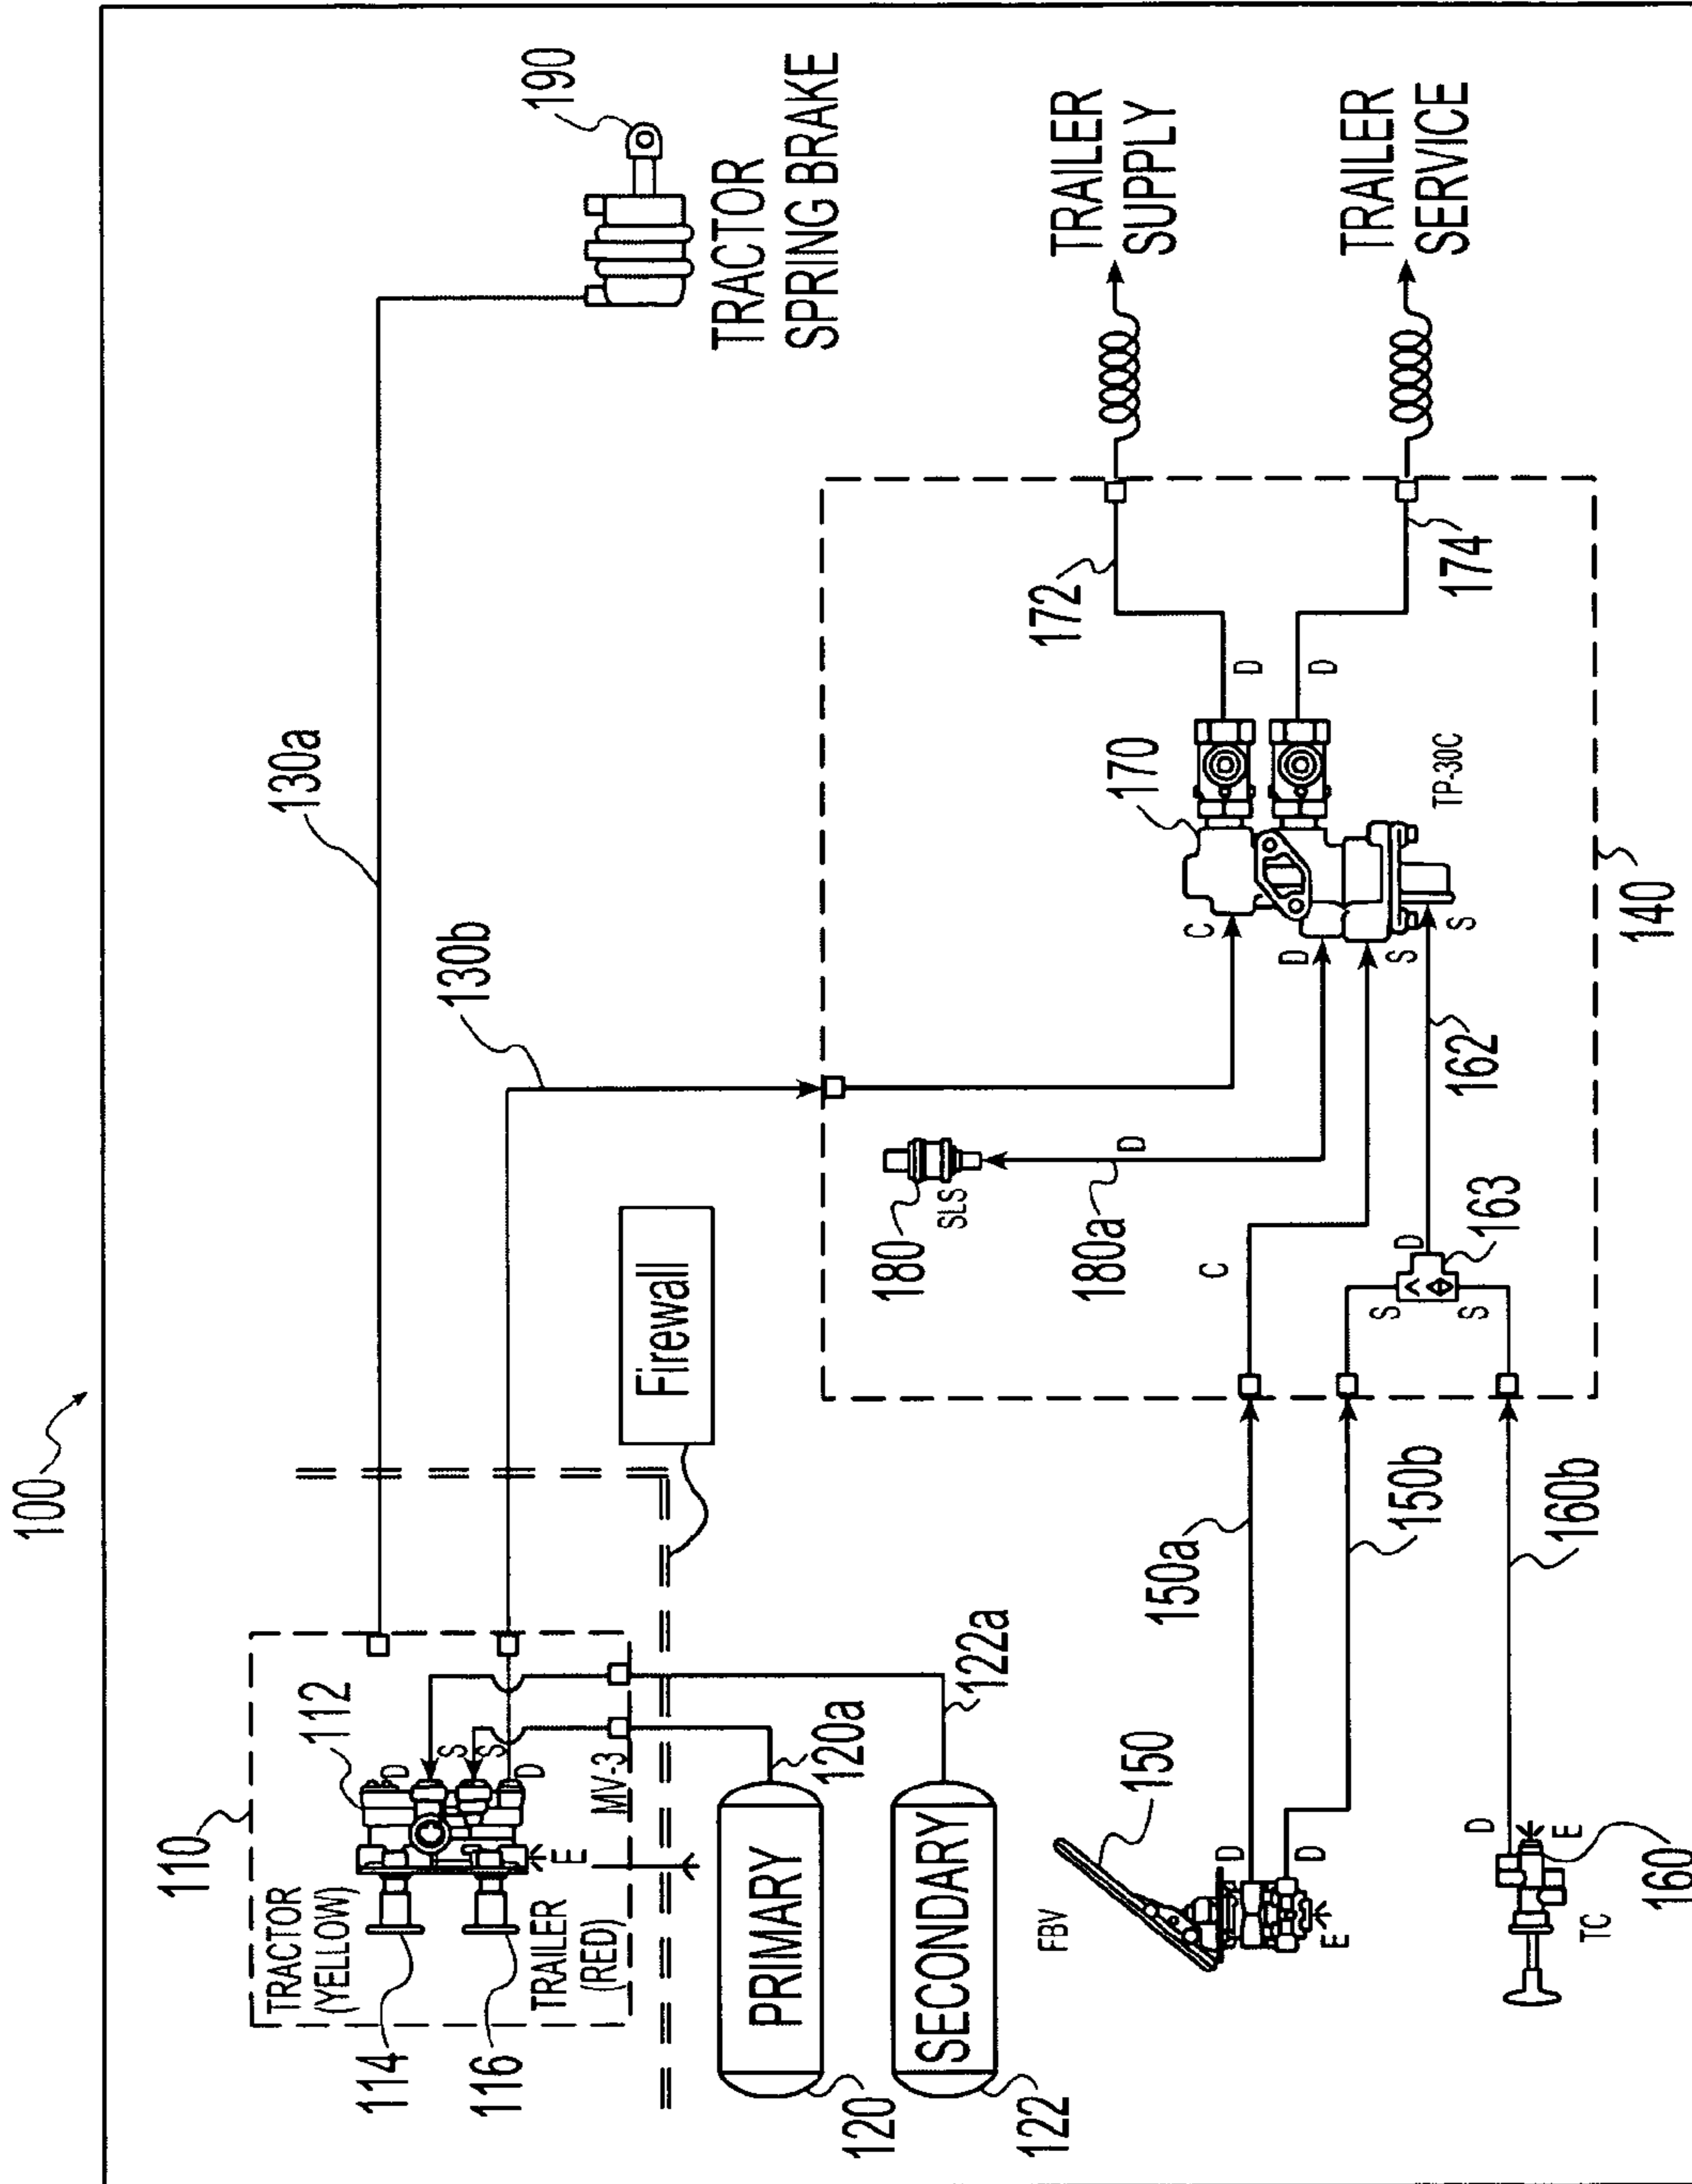 100
110
112
TRACTOR
(YELLOW)
114
116
TRAILER
(RED)
D
S
S
D
E
MV-3
130a
130b
190
TRACTOR
SPRING BRAKE
Firewall
PRIMARY
120
120a
SECONDARY
122
122a
180
SLS
180a
D
C
170
D
172
TRAILER
SUPPLY
D
174
TRAILER
SERVICE
D
S
S
TP-30C
C
150
FBV
D
D
E
150a
150b
S
S
D
163
162
140
D
E
TC
160
160b